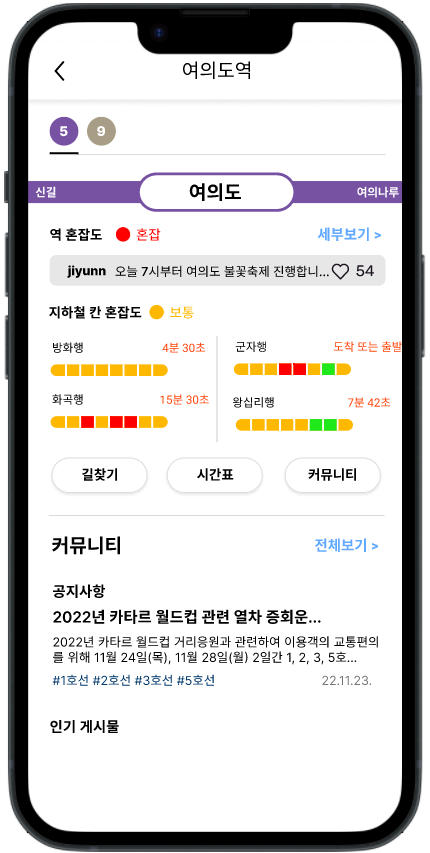 여의도역
5 9
신길 여의도 여의나루
역 혼잡도 혼잡 세부보기 >
jiyunn 오늘 7시부터 여의도 불꽃축제 진행합니... 54
지하철 칸 혼잡도 보통
방화행 4분 30초 군자행 도착 또는 출발
화곡행 15분 30초 왕십리행 7분 42초
길찾기 시간표 커뮤니티
커뮤니티 전체보기 >
공지사항
2022년 카타르 월드컵 관련 열차 증회운...
2022년 카타르 월드컵 거리응원과 관련하여 이용객의 교통편의
를 위해 11월 24일(목), 11월 28일(월) 2일간 1, 2, 3, 5호...
#1호선 #2호선 #3호선 #5호선 22.11.23.
인기 게시물